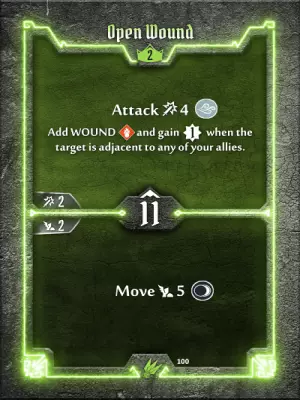 Open Wound
2
Attack 4
Add WOUND and gain 1 when the
target is adjacent to any of your allies.
2
11
2
Move 5
100